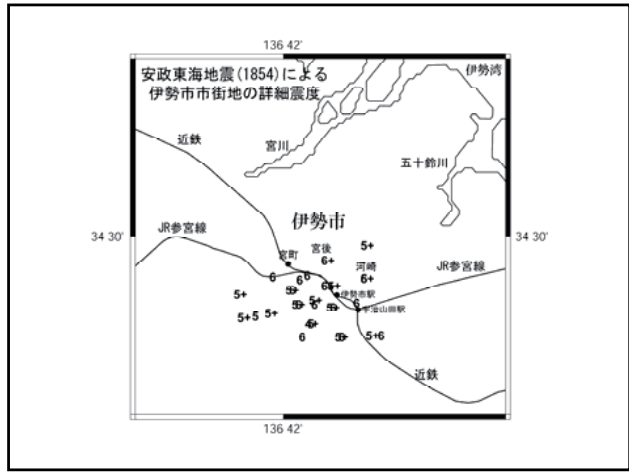 136 42'
安政東海地震(1854)による
伊勢市市街地の詳細震度
伊勢湾
近鉄
宮川
五十鈴川
伊勢市
JR参宮線
34 30'
34 30'
宮後
5+
宮町
6+
河崎
JR参宮線
6
6
6
6+
5+
伊勢市駅
6
宇治山田駅
5+
5+
5
5+
6
5+
6
近鉄
136 42'